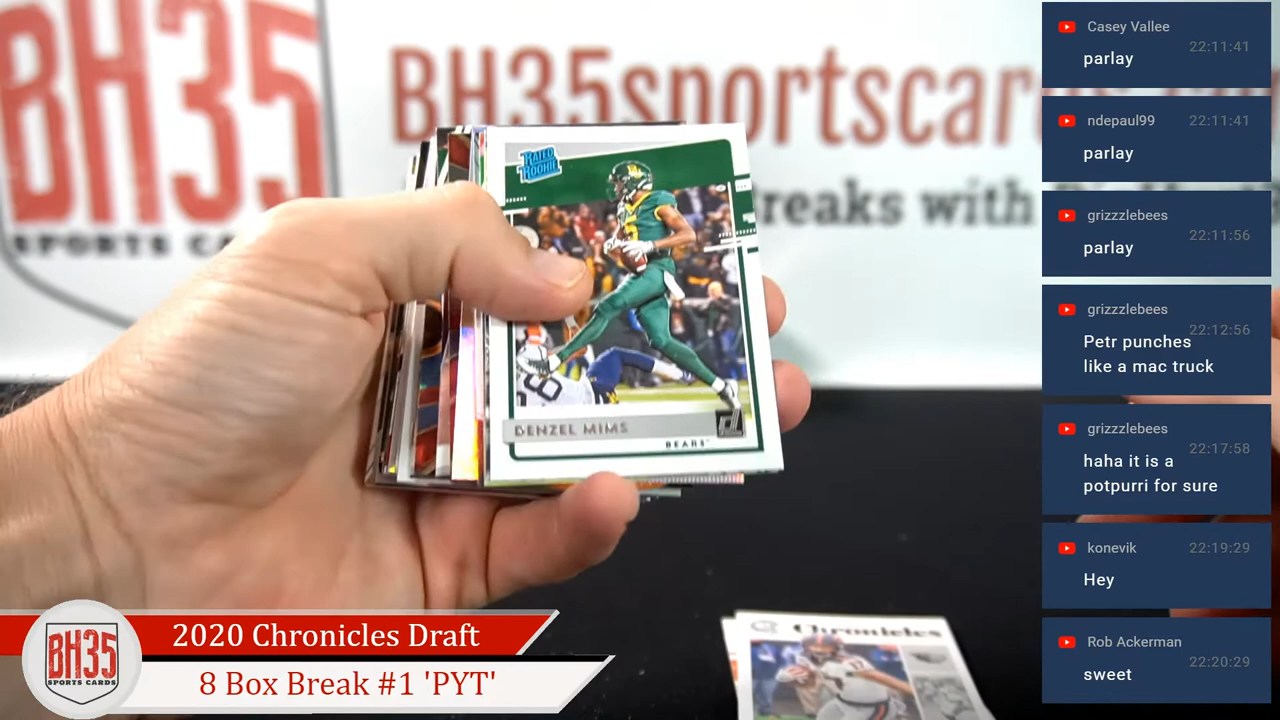 BH35
SPORTS CARDS
BH35sportscar
reaks with
RATED
ROOKIE
DENZEL MIMS
BEARS
Chronicles
2020 Chronicles Draft
8 Box Break #1 'PYT'
BH35
SPORTS CARDS
Casey Vallee
22:11:41
parlay
ndepaul99
22:11:41
parlay
grizzzlebees
22:11:56
parlay
grizzzlebees
22:12:56
Petr punches
like a mac truck
grizzzlebees
22:17:58
haha it is a
potpurri for sure
konevik
22:19:29
Hey
Rob Ackerman
22:20:29
sweet